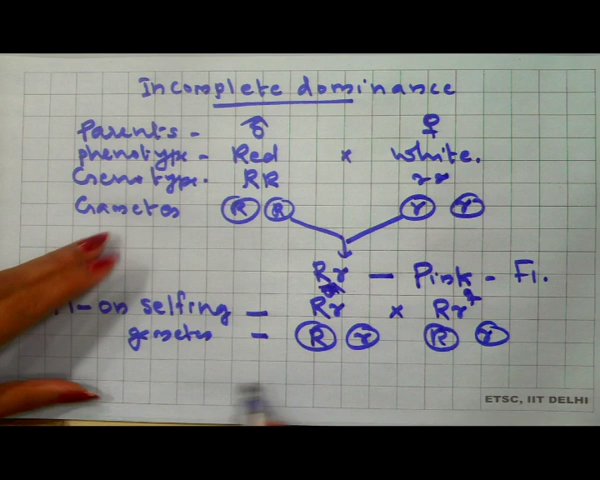 Incomplete dominance
Parents - ♂ ♀
phenotype - Red × White.
Genotype. RR rr
Gametes R R r r
Rr - Pink - F1.
1-on selfing - Rr × Rr ♀
gametes - R r R r
ETSC, IIT DELHI